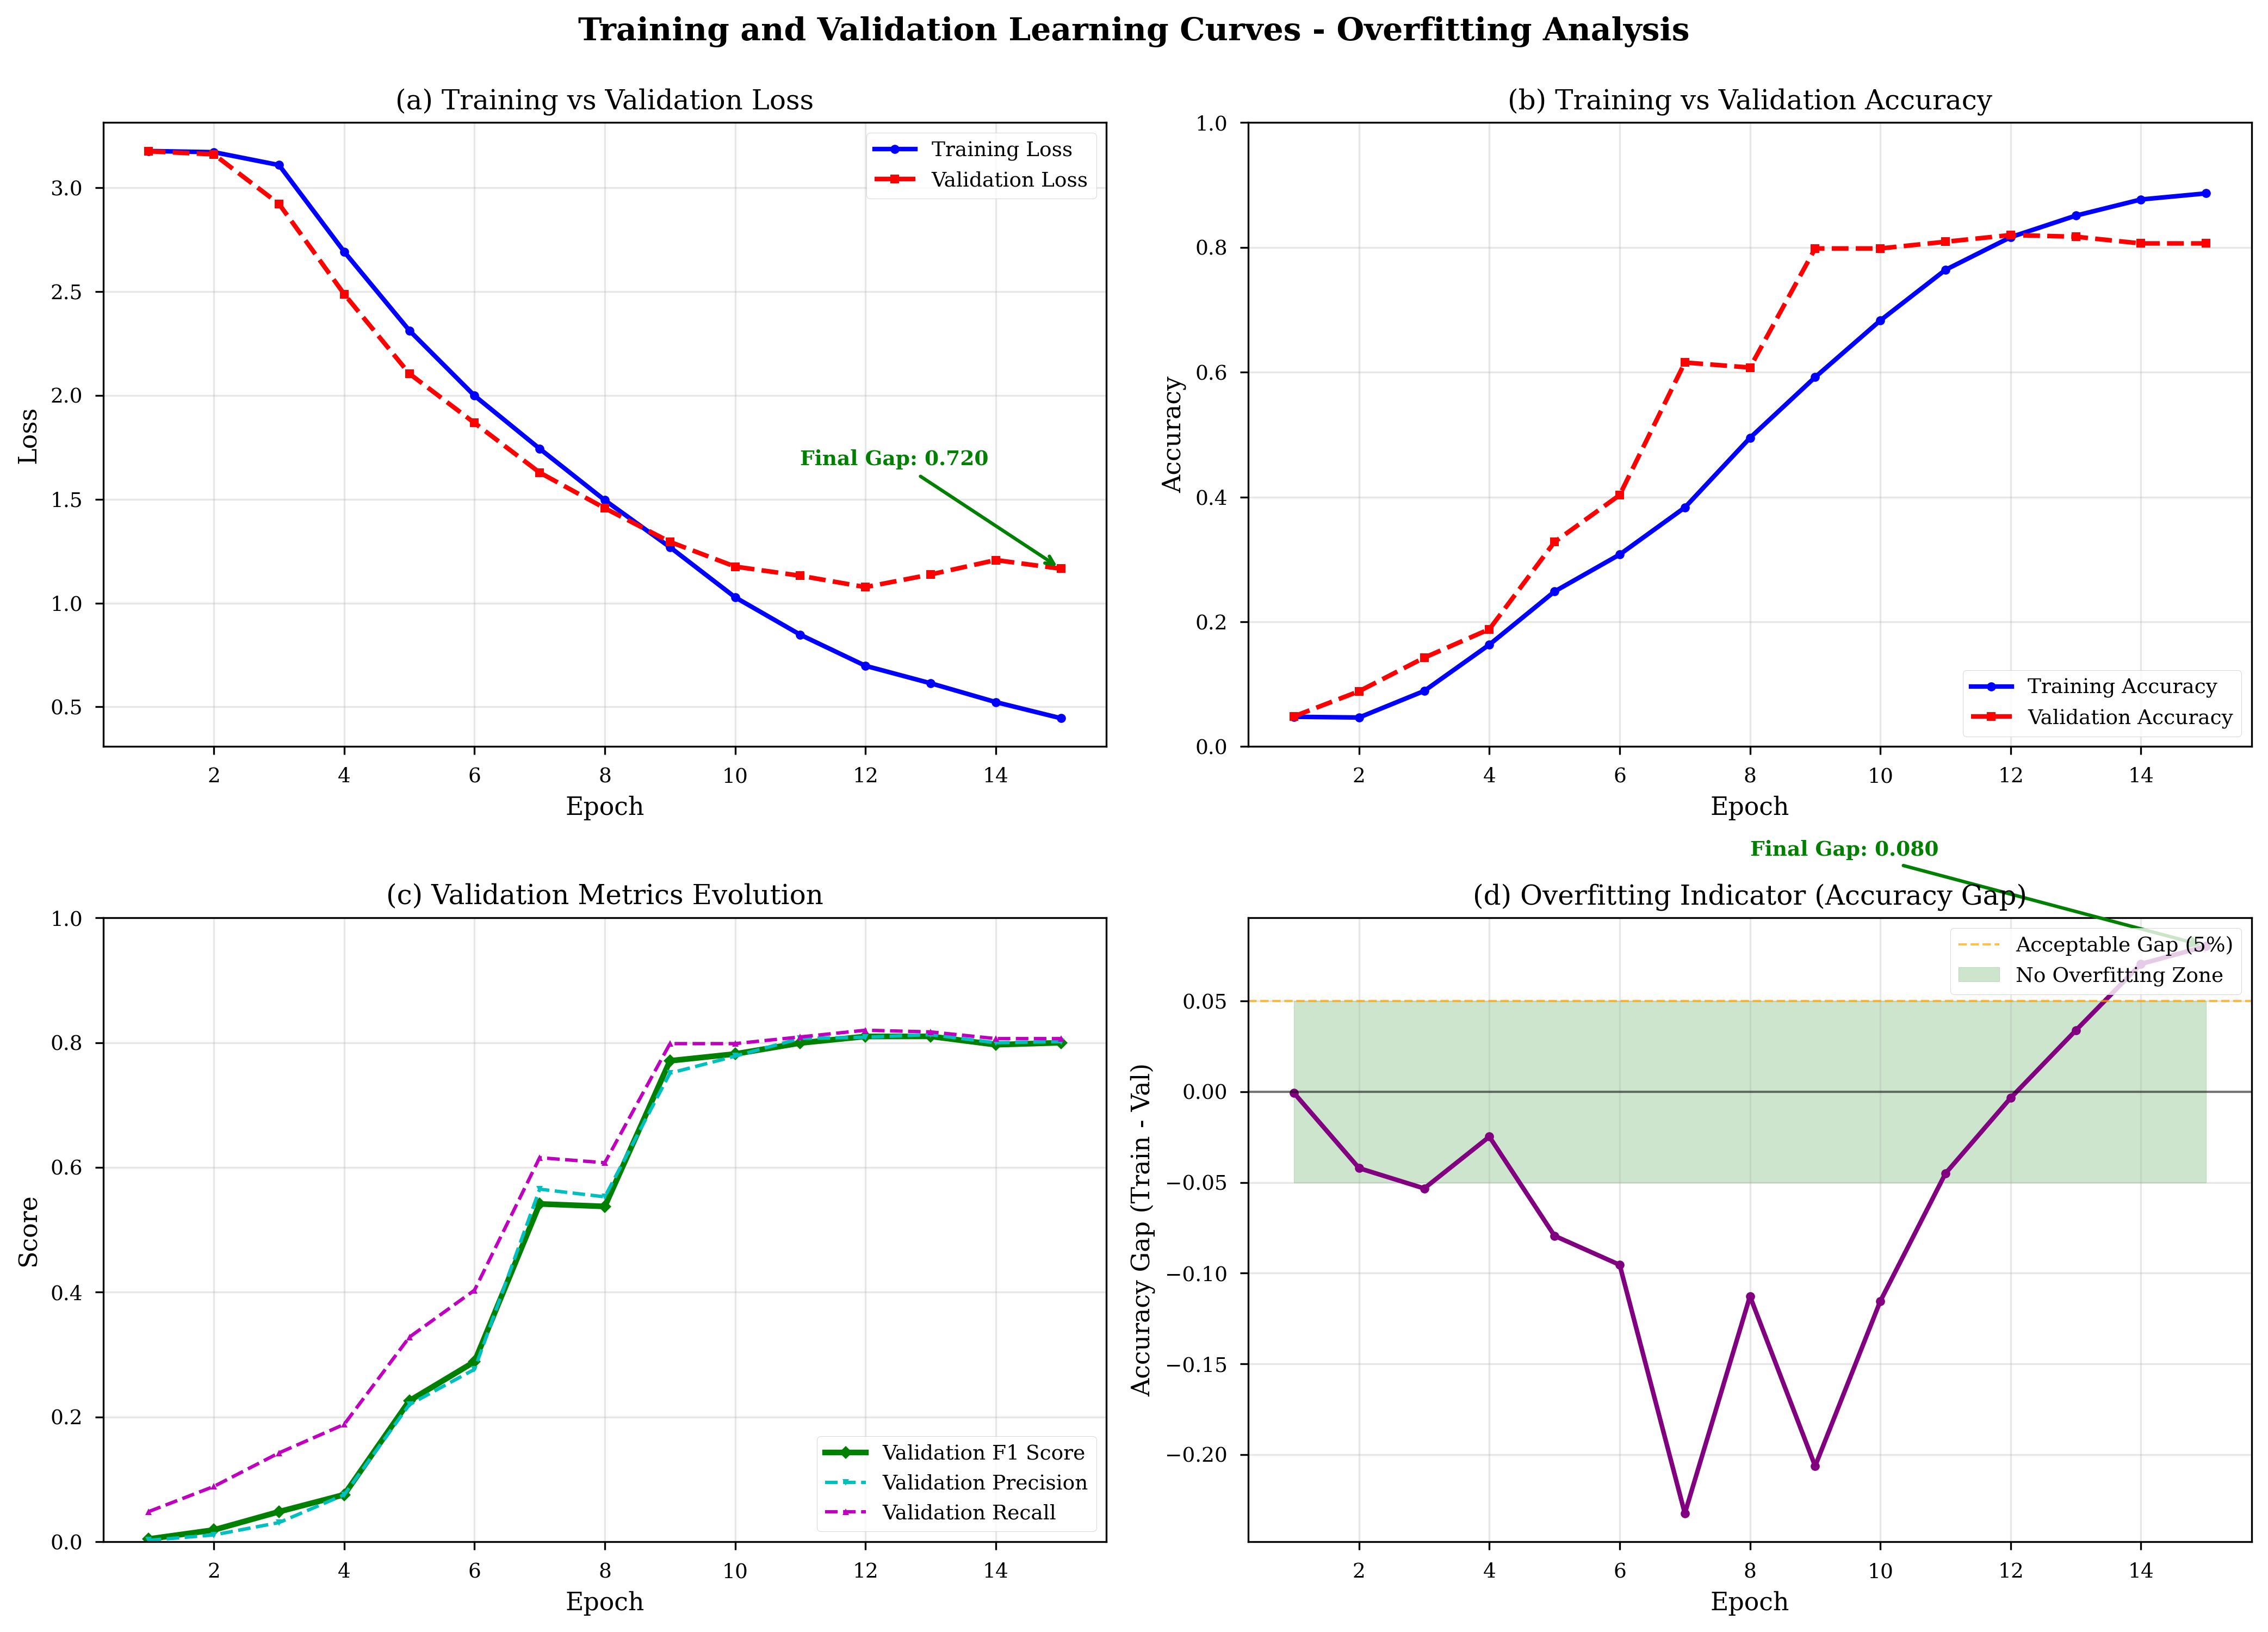 Training and Validation Learning Curves - Overfitting Analysis
(a) Training vs Validation Loss
Training Loss
Validation Loss
Final Gap: 0.720
Loss
3.0
2.5
2.0
1.5
1.0
0.5
2 4 6 8 10 12 14
Epoch
(b) Training vs Validation Accuracy
Accuracy
1.0
0.8
0.6
0.4
0.2
0.0
Training Accuracy
Validation Accuracy
2 4 6 8 10 12 14
Epoch
(c) Validation Metrics Evolution
Score
1.0
0.8
0.6
0.4
0.2
0.0
Validation F1 Score
Validation Precision
Validation Recall
2 4 6 8 10 12 14
Epoch
Final Gap: 0.080
(d) Overfitting Indicator (Accuracy Gap)
Acceptable Gap (5%)
No Overfitting Zone
Accuracy Gap (Train - Val)
0.05
0.00
−0.05
−0.10
−0.15
−0.20
2 4 6 8 10 12 14
Epoch